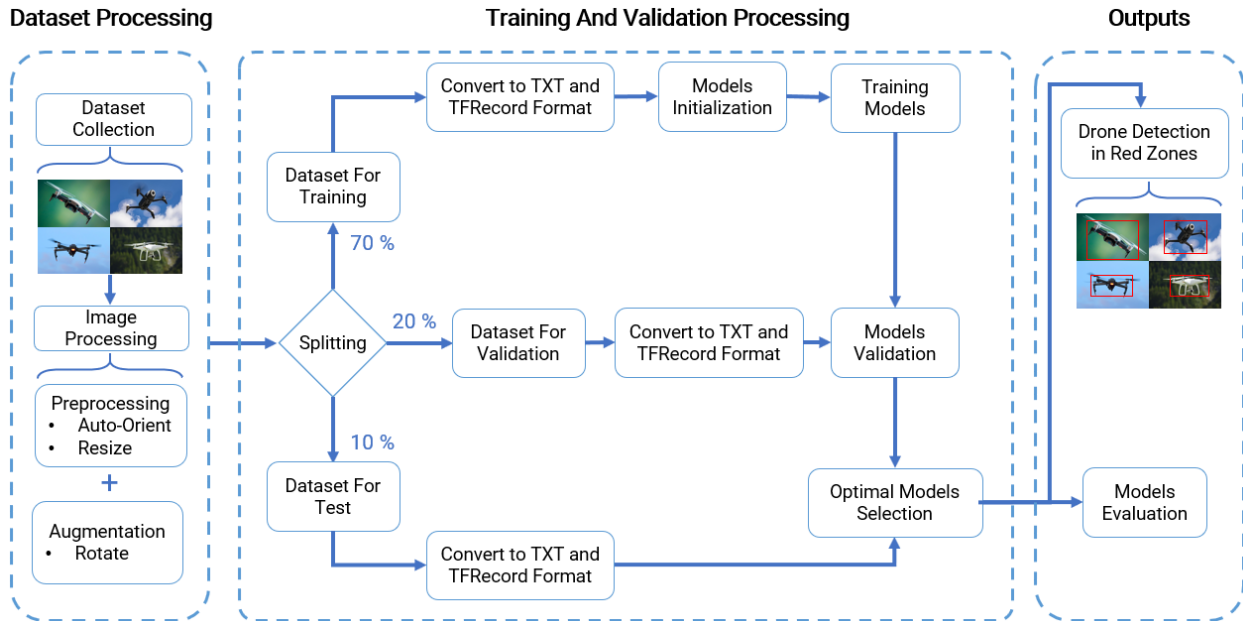 Dataset Processing
Training And Validation Processing
Outputs
Dataset
Collection
Image
Processing
Preprocessing
• Auto-Orient
• Resize
+
Augmentation
• Rotate
Splitting
70 %
20 %
10 %
Dataset For
Training
Convert to TXT and
TFRecord Format
Models
Initialization
Training
Models
Dataset For
Validation
Convert to TXT and
TFRecord Format
Models
Validation
Dataset For
Test
Convert to TXT and
TFRecord Format
Optimal Models
Selection
Drone Detection
in Red Zones
Models
Evaluation